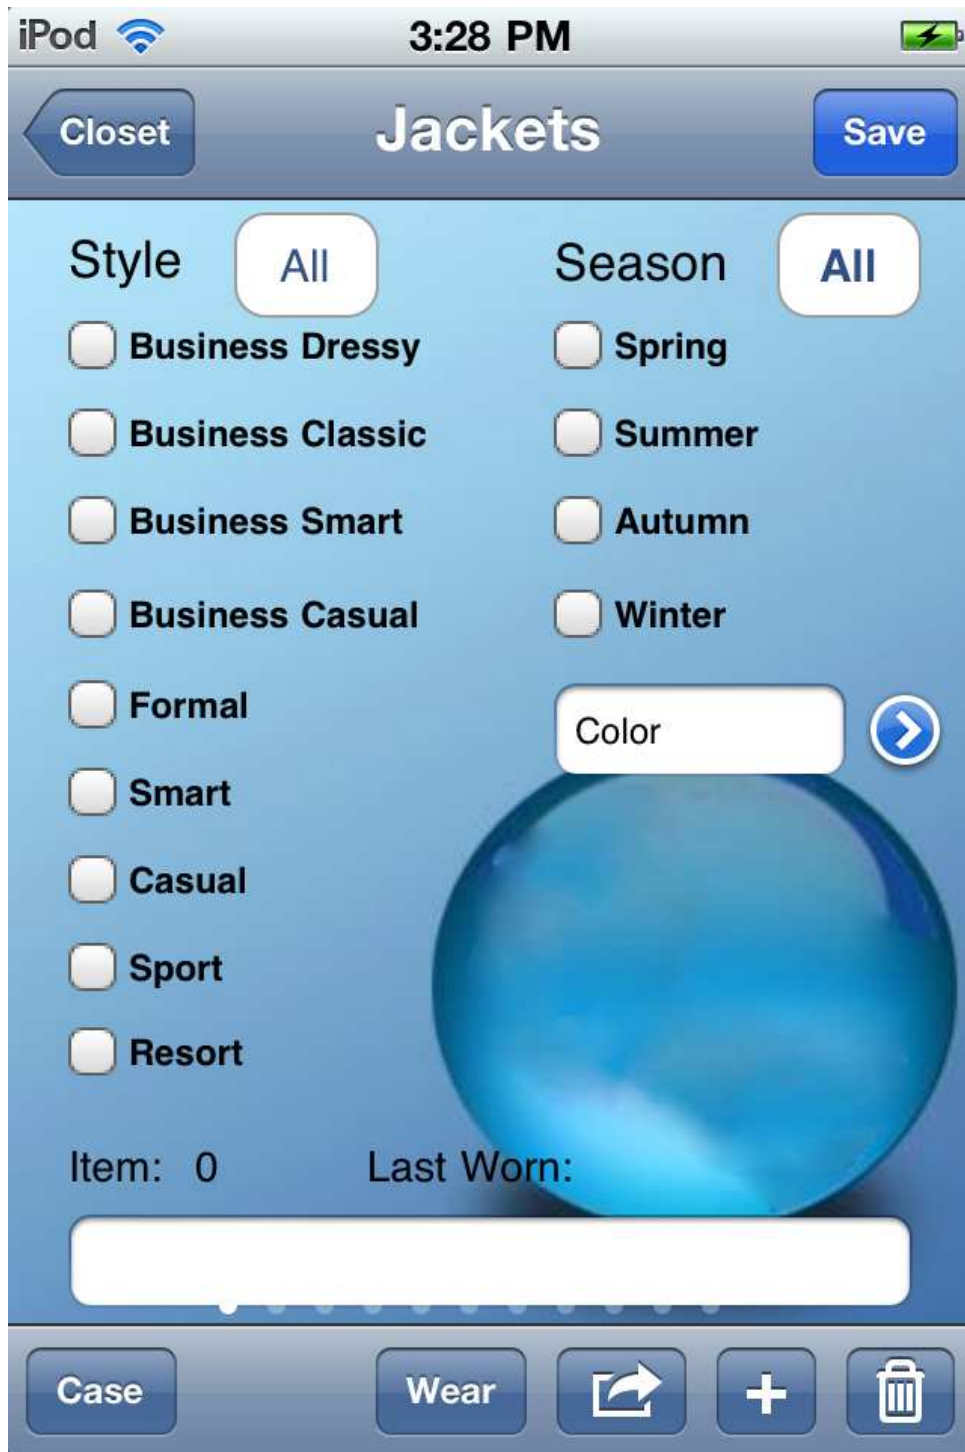 iPod 3:28 PM
Closet Jackets Save
Style All Season All
Business Dressy Spring
Business Classic Summer
Business Smart Autumn
Business Casual Winter
Formal
Color
Smart
Casual
Sport
Resort
Item: 0 Last Worn:
Case Wear